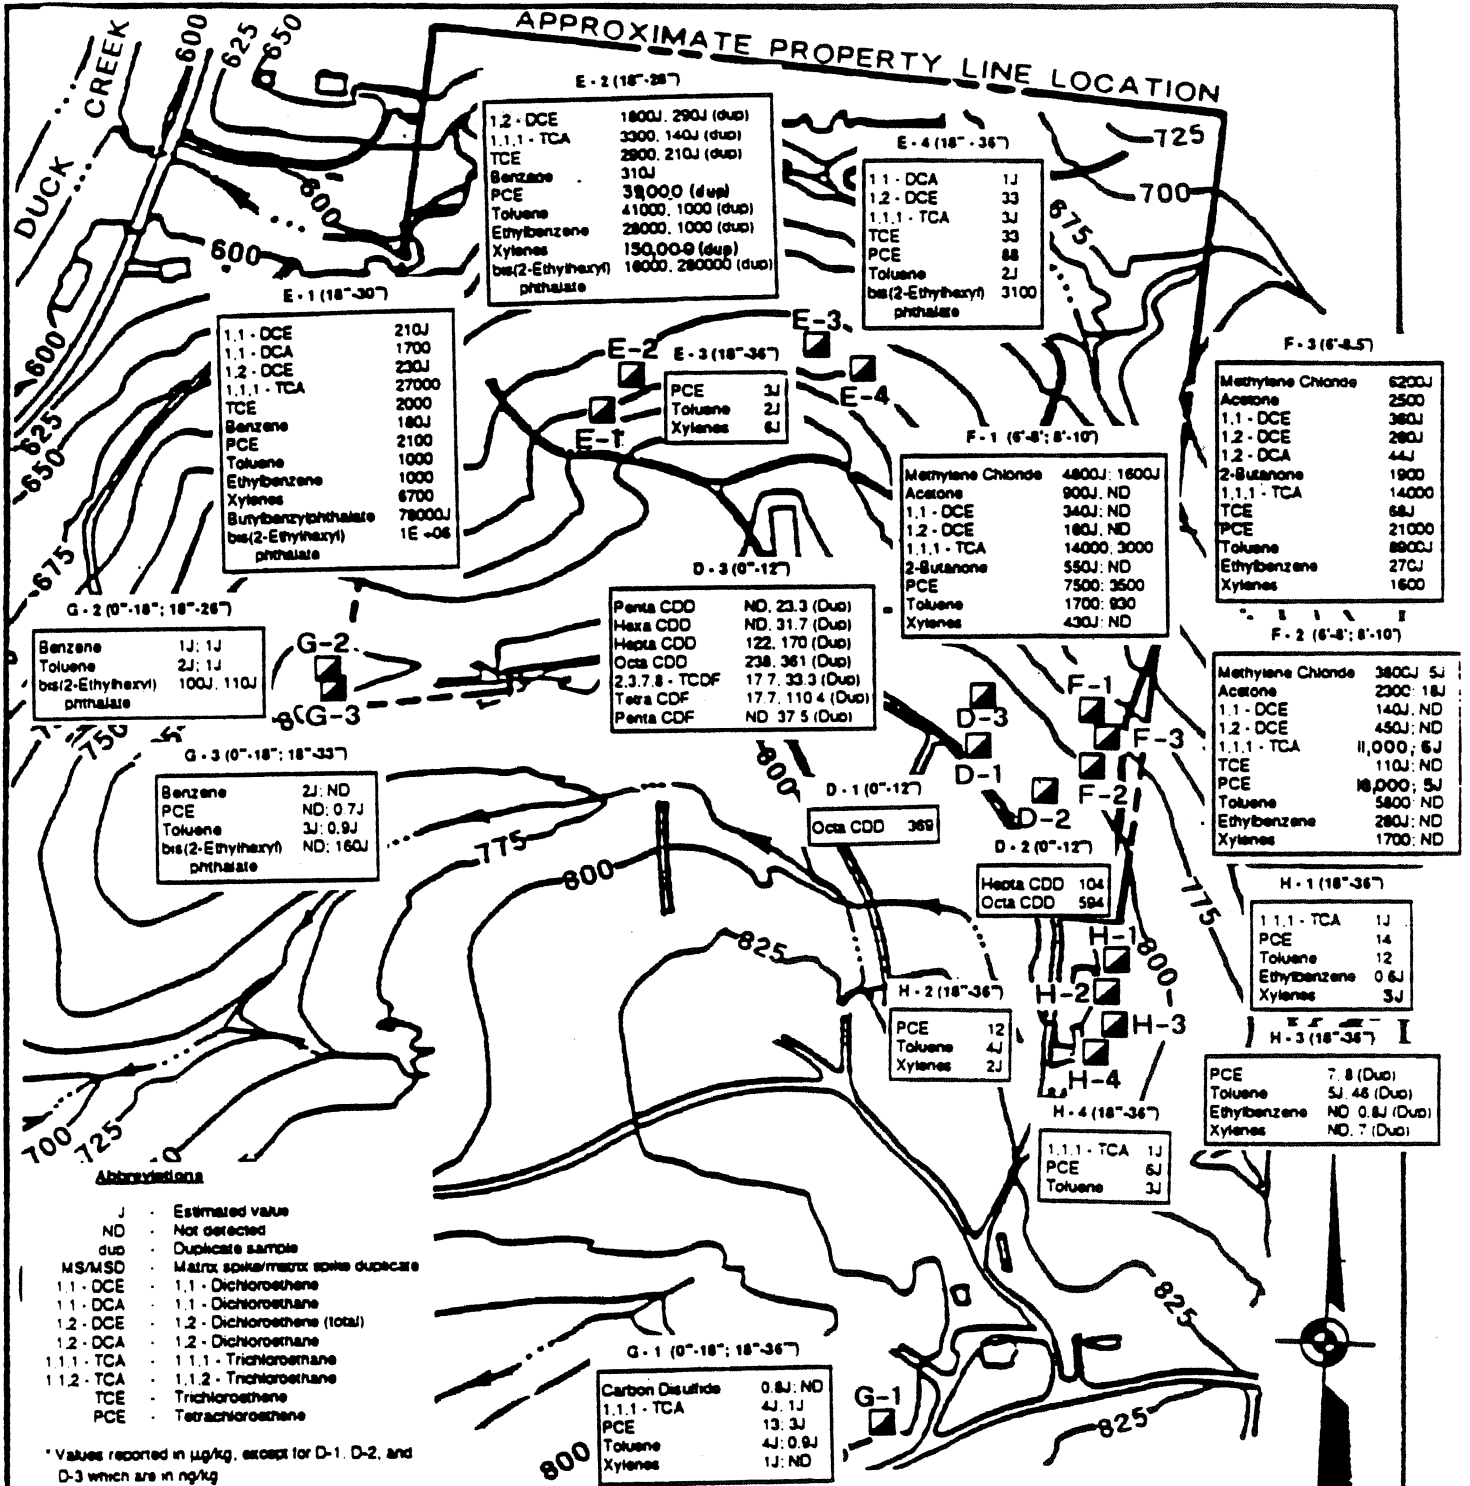 APPROXIMATE PROPERTY LINE LOCATION
DUCK CREEK
600
625
650
725
700
675
600
600
600
625
650
675
E - 2 (18"-28")
1,2 - DCE 1800J, 290J (dup)
1,1,1 - TCA 3300, 140J (dup)
TCE 2900, 210J (dup)
Benzene 310J
PCE 39,000 (dup)
Toluene 41000, 1000 (dup)
Ethylbenzene 28000, 1000 (dup)
Xylenes 150,000 (dup)
bis(2-Ethylhexyl) 16000, 280000 (dup)
phthalate
E - 4 (18" - 36")
1,1 - DCA 1J
1,2 - DCE 33
1,1,1 - TCA 3J
TCE 33
PCE 88
Toluene 2J
bis(2-Ethylhexyl) 3100
phthalate
E - 1 (18"-30")
1,1 - DCE 210J
1,1 - DCA 1700
1,2 - DCE 230J
1,1,1 - TCA 27000
TCE 2000
Benzene 180J
PCE 2100
Toluene 1000
Ethylbenzene 1000
Xylenes 6700
Butylbenzylphthalate 78000J
bis(2-Ethylhexyl) 1E +06
phthalate
E-2
E-3
E-1
E-4
E - 3 (18"-36")
PCE 3J
Toluene 2J
Xylenes 6J
F - 3 (6'-8.5')
Methylene Chloride 6200J
Acetone 2500
1,1 - DCE 360J
1,2 - DCE 280J
1,2 - DCA 44J
2-Butanone 1900
1,1,1 - TCA 14000
TCE 68J
PCE 21000
Toluene 8900J
Ethylbenzene 270J
Xylenes 1600
F - 1 (6'-8'; 8'-10')
Methylene Chloride 4800J; 1600J
Acetone 900J, ND
1,1 - DCE 340J; ND
1,2 - DCE 160J, ND
1,1,1 - TCA 14000, 3000
2-Butanone 550J; ND
PCE 7500; 3500
Toluene 1700; 930
Xylenes 430J; ND
D - 3 (0"-12")
Penta CDD ND, 23.3 (Dup)
Hexa CDD ND, 31.7 (Dup)
Hepta CDD 122, 170 (Dup)
Octa CDD 238, 361 (Dup)
2,3,7,8 - TCDF 17.7, 33.3 (Dup)
Tetra CDF 17.7, 110.4 (Dup)
Penta CDF ND 37.5 (Dup)
G - 2 (0"-18"; 18"-26")
Benzene 1J; 1J
Toluene 2J; 1J
bis(2-Ethylhexyl) 100J, 110J
phthalate
G-2
G-3
750
F - 2 (6'-8'; 8'-10')
Methylene Chloride 3800J 5J
Acetone 2300; 18J
1,1 - DCE 140J, ND
1,2 - DCE 450J; ND
1,1,1 - TCA 11,000; 6J
TCE 110J; ND
PCE 18,000; 5J
Toluene 5800; ND
Ethylbenzene 280J; ND
Xylenes 1700; ND
D-3
F-1
F-3
D-1
F-2
D-2
G - 3 (0"-18"; 18"-33")
Benzene 2J; ND
PCE ND; 0.7J
Toluene 3J; 0.9J
bis(2-Ethylhexyl) ND; 160J
phthalate
800
775
800
D - 1 (0"-12")
Octa CDD 369
D - 2 (0"-12")
Hepta CDD 104
Octa CDD 594
775
800
825
H - 1 (18"-36")
1,1,1 - TCA 1J
PCE 14
Toluene 12
Ethylbenzene 0.6J
Xylenes 3J
H-1
H-2
H-3
H-4
H - 2 (18"-36")
PCE 12
Toluene 4J
Xylenes 2J
H - 3 (18"-36")
PCE 7, 8 (Dup)
Toluene 5J, 46 (Dup)
Ethylbenzene ND 0.8J (Dup)
Xylenes ND, 7 (Dup)
H - 4 (18"-36")
1,1,1 - TCA 1J
PCE 6J
Toluene 3J
700
725
Abbreviations
J - Estimated value
ND - Not detected
dup - Duplicate sample
MS/MSD - Matrix spike/matrix spike duplicate
1,1 - DCE - 1,1 - Dichloroethene
1,1 - DCA - 1,1 - Dichloroethane
1,2 - DCE - 1,2 - Dichloroethene (total)
1,2 - DCA - 1,2 - Dichloroethane
1,1,1 - TCA - 1,1,1 - Trichloroethane
1,1,2 - TCA - 1,1,2 - Trichloroethane
TCE - Trichloroethene
PCE - Tetrachloroethene
* Values reported in µg/kg, except for D-1, D-2, and
D-3 which are in ng/kg
G - 1 (0"-18"; 18"-36")
Carbon Disulfide 0.8J; ND
1,1,1 - TCA 4J, 1J
PCE 13; 3J
Toluene 4J; 0.9J
Xylenes 1J; ND
G-1
800
825
825